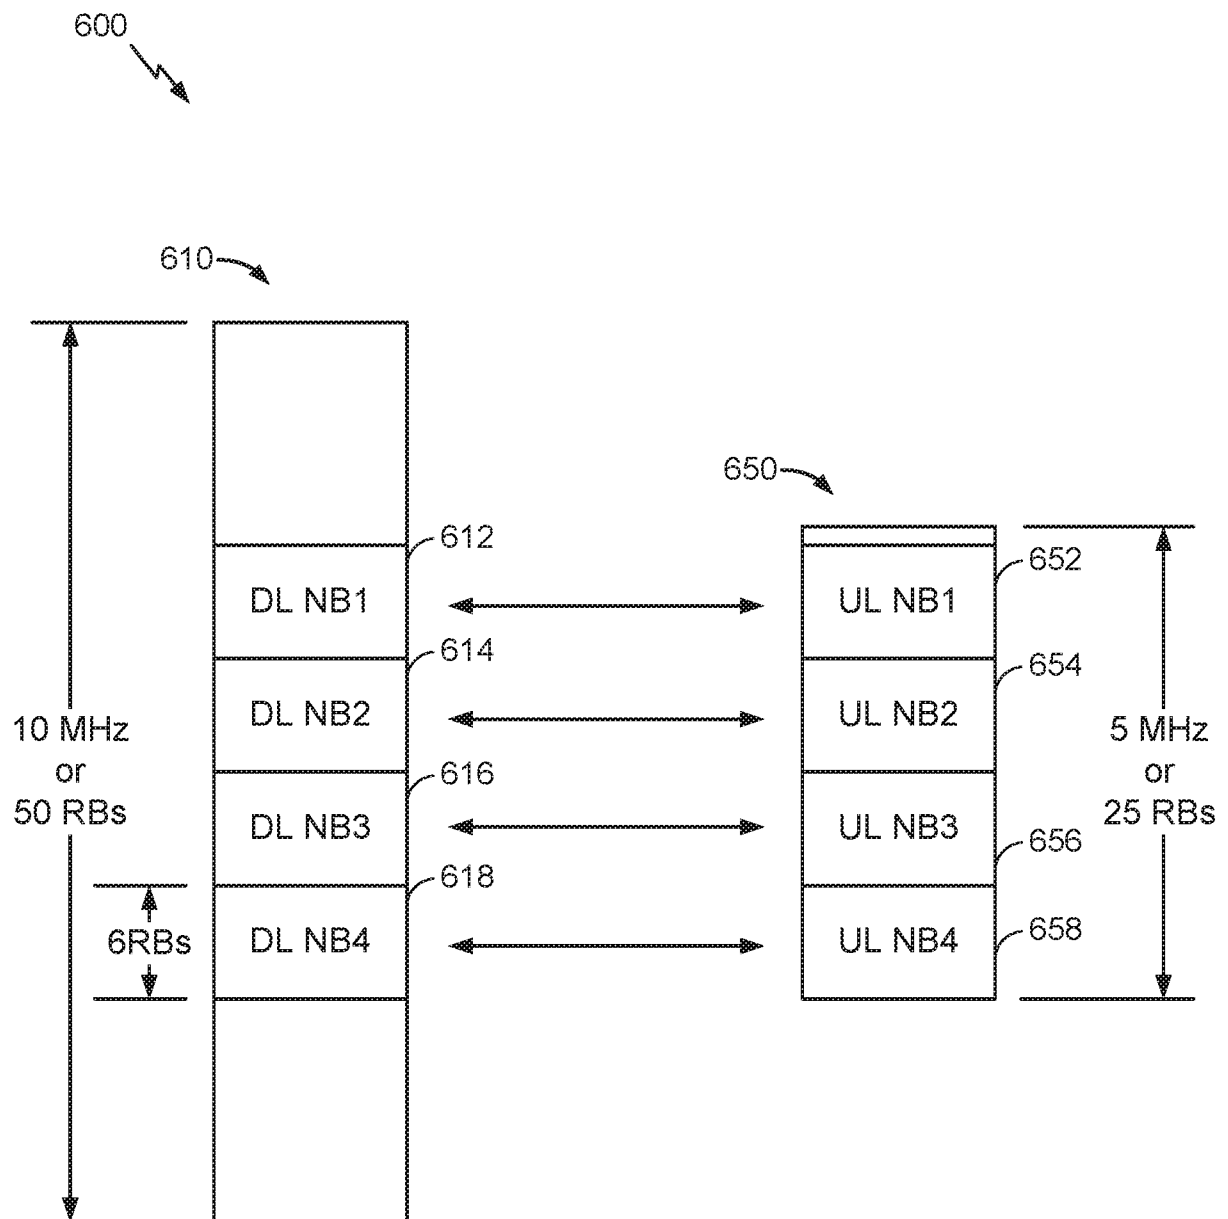 600
610
650
612
652
DL NB1
UL NB1
614
654
DL NB2
UL NB2
10 MHz
or
50 RBs
5 MHz
or
25 RBs
616
DL NB3
UL NB3
656
618
6RBs
DL NB4
UL NB4
658